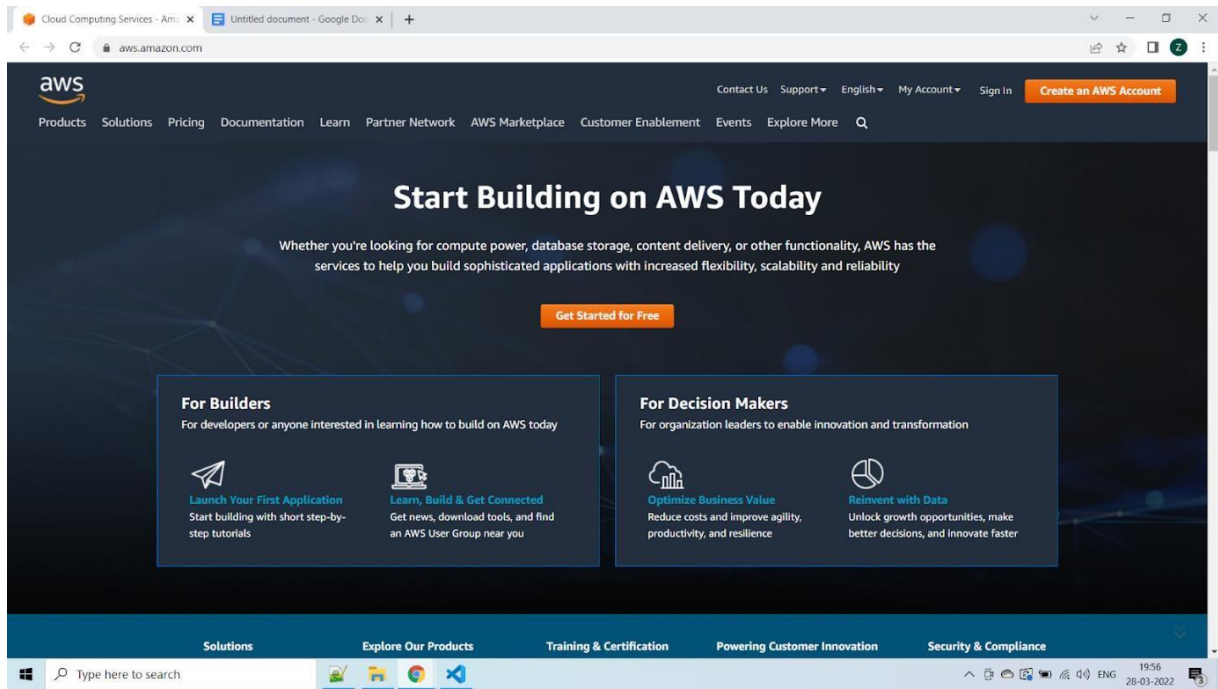 Cloud Computing Services - Am
Untitled document - Google Doc
aws.amazon.com
Z
aws
Contact Us Support English My Account Sign In Create an AWS Account
Products Solutions Pricing Documentation Learn Partner Network AWS Marketplace Customer Enablement Events Explore More
Start Building on AWS Today
Whether you're looking for compute power, database storage, content delivery, or other functionality, AWS has the
services to help you build sophisticated applications with increased flexibility, scalability and reliability
Get Started for Free
For Builders
For developers or anyone interested in learning how to build on AWS today
Launch Your First Application
Start building with short step-by-
step tutorials
Learn, Build & Get Connected
Get news, download tools, and find
an AWS User Group near you
For Decision Makers
For organization leaders to enable innovation and transformation
Optimize Business Value
Reduce costs and improve agility,
productivity, and resilience
Reinvent with Data
Unlock growth opportunities, make
better decisions, and innovate faster
Solutions Explore Our Products Training & Certification Powering Customer Innovation Security & Compliance
Type here to search
ENG
19:56
28-03-2022
3